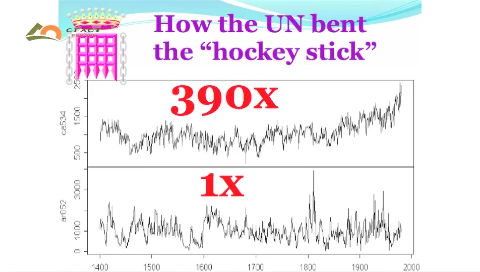 How the UN bent
the “hockey stick”
CFACT
390x
ca534
1500
500
1x
ar052
3000
1000
0
1400 1500 1600 1700 1800 1900 2000